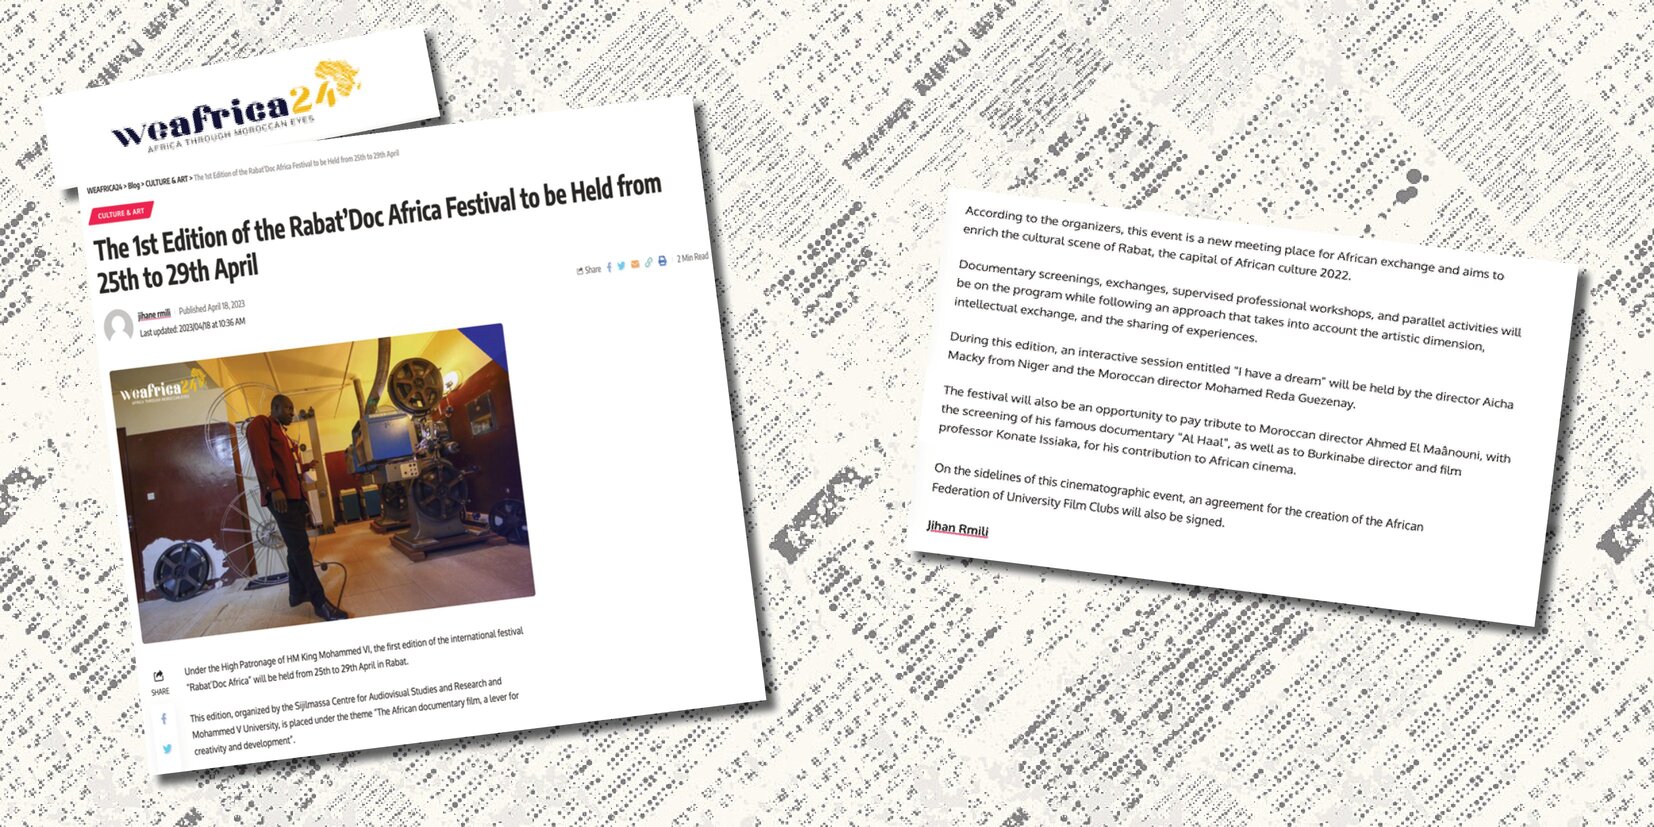 weafrica24
AFRICA THROUGH MOROCCAN EYES
WEAFRICA24 > Blog > CULTURE & ART > The 1st Edition of the Rabat'Doc Africa Festival to be Held from 25th to 29th April
CULTURE & ART
The 1st Edition of the Rabat'Doc Africa Festival to be Held from
25th to 29th April
jihane rmili Published April 18, 2023
Last updated: 2023/04/18 at 10:36 AM
Share 2 Min Read
weafrica24
AFRICA THROUGH MOROCCAN EYES
SHARE
Under the High Patronage of HM King Mohammed VI, the first edition of the international festival
"Rabat'Doc Africa" will be held from 25th to 29th April in Rabat.
This edition, organized by the Sijilmassa Centre for Audiovisual Studies and Research and
Mohammed V University, is placed under the theme "The African documentary film, a lever for
creativity and development".
According to the organizers, this event is a new meeting place for African exchange and aims to
enrich the cultural scene of Rabat, the capital of African culture 2022.
Documentary screenings, exchanges, supervised professional workshops, and parallel activities will
be on the program while following an approach that takes into account the artistic dimension,
intellectual exchange, and the sharing of experiences.
During this edition, an interactive session entitled "I have a dream" will be held by the director Aicha
Macky from Niger and the Moroccan director Mohamed Reda Guezenay.
The festival will also be an opportunity to pay tribute to Moroccan director Ahmed El Maânouni, with
the screening of his famous documentary "Al Haal", as well as to Burkinabe director and film
professor Konate Issiaka, for his contribution to African cinema.
On the sidelines of this cinematographic event, an agreement for the creation of the African
Federation of University Film Clubs will also be signed.
Jihan Rmili